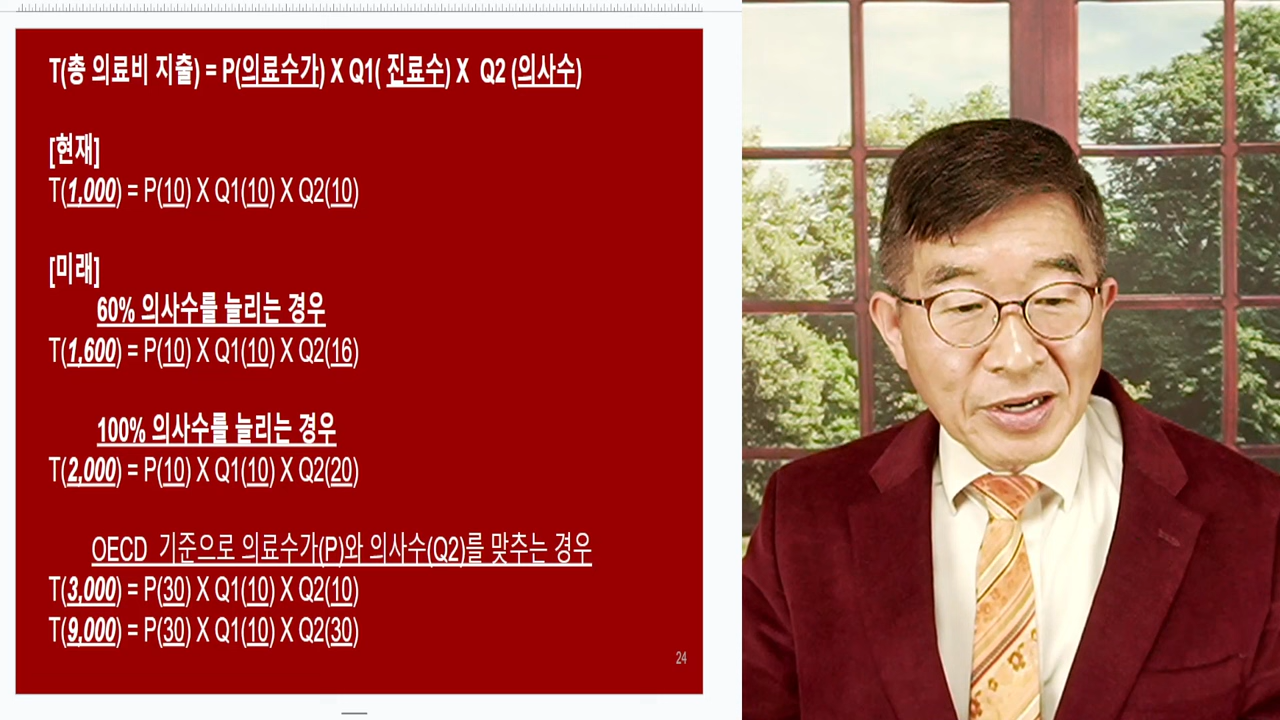 T(총 의료비 지출) = P(의료수가) X Q1( 진료수) X Q2 (의사수)
[현재]
T(1,000) = P(10) X Q1(10) X Q2(10)
[미래]
60% 의사수를 늘리는 경우
T(1,600) = P(10) X Q1(10) X Q2(16)
100% 의사수를 늘리는 경우
T(2,000) = P(10) X Q1(10) X Q2(20)
OECD 기준으로 의료수가(P)와 의사수(Q2)를 맞추는 경우
T(3,000) = P(30) X Q1(10) X Q2(10)
T(9,000) = P(30) X Q1(10) X Q2(30)
24